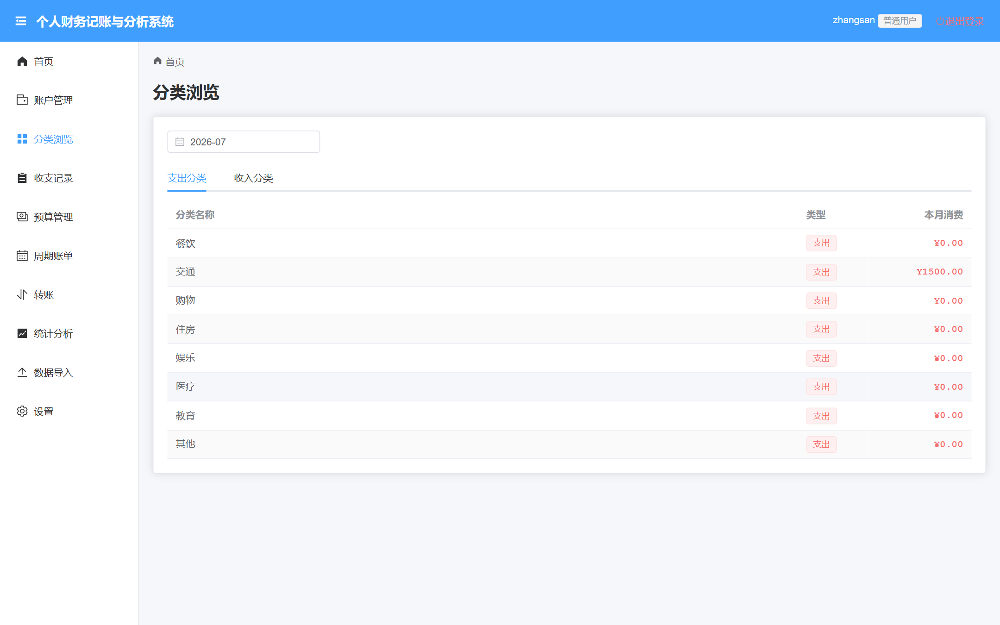 个人财务记账与分析系统
zhangsan 普通用户 退出登录
首页
账户管理
分类浏览
收支记录
预算管理
周期账单
转账
统计分析
数据导入
设置
首页
分类浏览
2026-07
支出分类 收入分类
分类名称 类型 本月消费
餐饮 支出 ¥0.00
交通 支出 ¥1500.00
购物 支出 ¥0.00
住房 支出 ¥0.00
娱乐 支出 ¥0.00
医疗 支出 ¥0.00
教育 支出 ¥0.00
其他 支出 ¥0.00